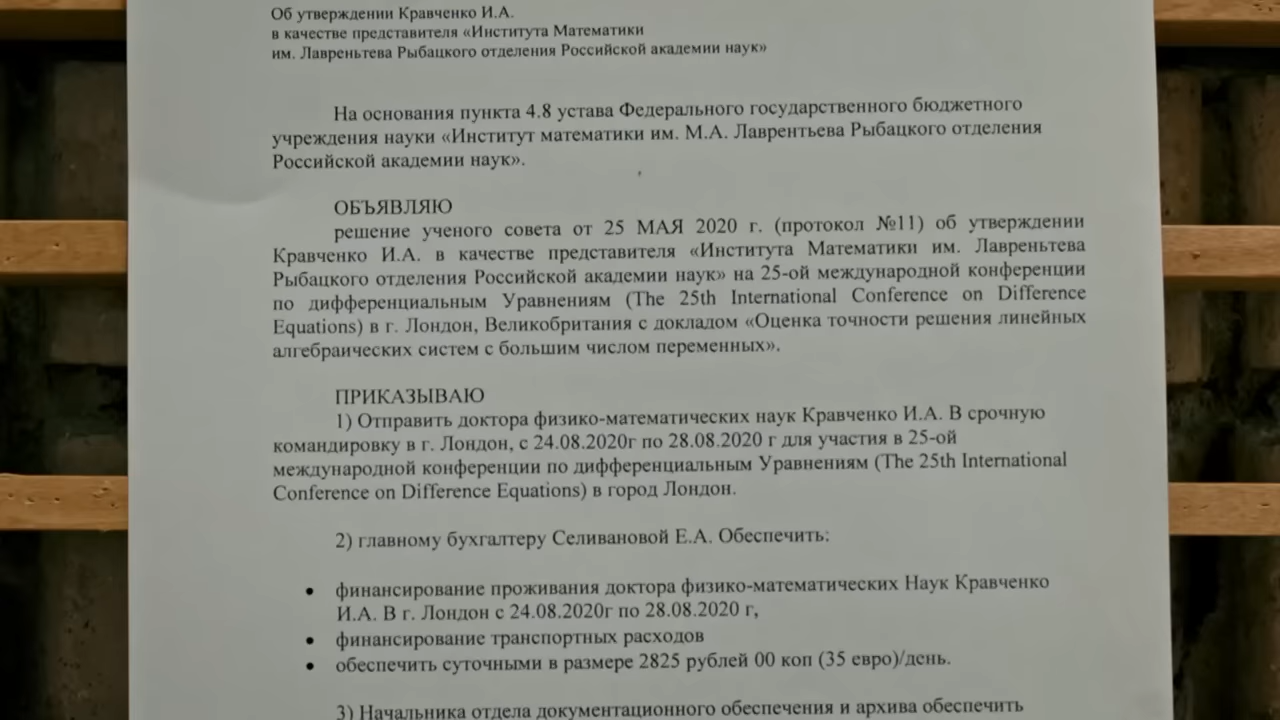 Об утверждении Кравченко И.А.
в качестве представителя «Института Математики
им. Лавреньтева Рыбацкого отделения Российской академии наук»
На основания пункта 4.8 устава Федерального государственного бюджетного
учреждения науки «Институт математики им. М.А. Лаврентьева Рыбацкого отделения
Российской академии наук».
ОБЪЯВЛЯЮ
решение ученого совета от 25 МАЯ 2020 г. (протокол №11) об утверждении
Кравченко И.А. в качестве представителя «Института Математики им. Лавреньтева
Рыбацкого отделения Российской академии наук» на 25-ой международной конференции
по дифференциальным Уравнениям (The 25th International Conference on Difference
Equations) в г. Лондон, Великобритания с докладом «Оценка точности решения линейных
алгебраических систем с большим числом переменных».
ПРИКАЗЫВАЮ
1) Отправить доктора физико-математических наук Кравченко И.А. В срочную
командировку в г. Лондон, с 24.08.2020г по 28.08.2020 г для участия в 25-ой
международной конференции по дифференциальным Уравнениям (The 25th International
Conference on Difference Equations) в город Лондон.
2) главному бухгалтеру Селивановой Е.А. Обеспечить:
• финансирование проживания доктора физико-математических Наук Кравченко
И.А. В г. Лондон с 24.08.2020г по 28.08.2020 г,
• финансирование транспортных расходов
• обеспечить суточными в размере 2825 рублей 00 коп (35 евро)/день.
3) Начальника отдела документационного обеспечения и архива обеспечить